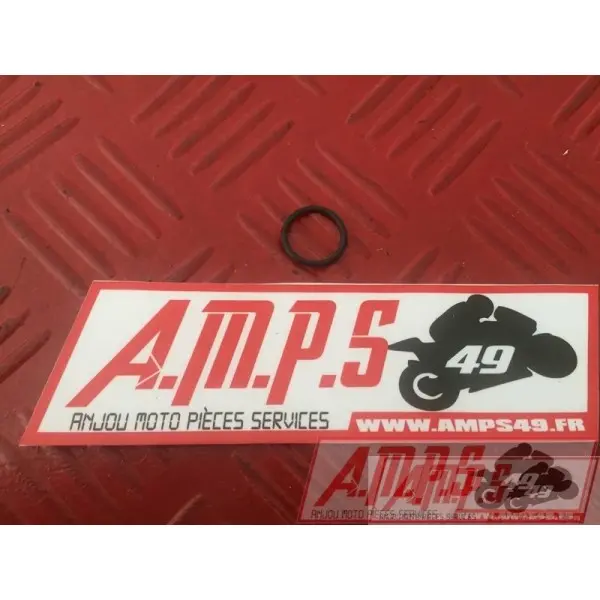 A.M.P.S
49
ANJOU MOTO PIÈCES SERVICES
WWW.AMPS49.FR
A.M.P.S
49
ANJOU MOTO PIÈCES SERVICES